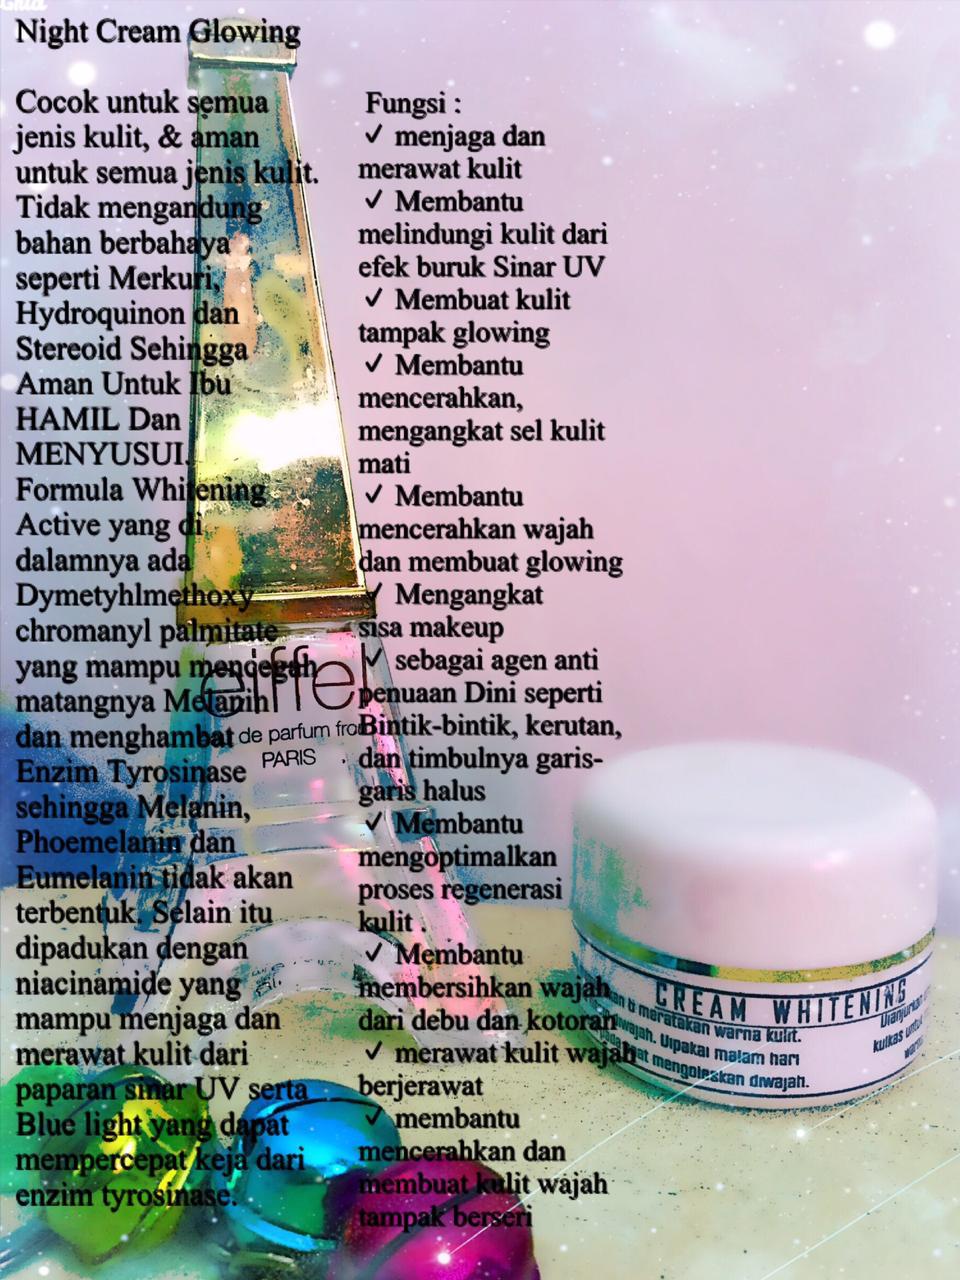 Night Cream Glowing
Cocok untuk semua
jenis kulit, & aman
untuk semua jenis kulit.
Tidak mengandung
bahan berbahaya
seperti Merkuri,
Hydroquinon dan
Stereoid Sehingga
Aman Untuk Ibu
HAMIL Dan
MENYUSUI.
Formula Whitening
Active yang di
dalamnya ada
Dymetyhlmethoxy
chromanyl palmitate
yang mampu mencegah
matangnya Melanin
dan menghambat
Enzim Tyrosinase
sehingga Melanin,
Phoemelanin dan
Eumelanin tidak akan
terbentuk. Selain itu
dipadukan dengan
niacinamide yang
mampu menjaga dan
merawat kulit dari
paparan sinar UV serta
Blue light yang dapat
mempercepat keja dari
enzim tyrosinase.
Fungsi :
✓ menjaga dan
merawat kulit
✓ Membantu
melindungi kulit dari
efek buruk Sinar UV
✓ Membuat kulit
tampak glowing
✓ Membantu
mencerahkan,
mengangkat sel kulit
mati
✓ Membantu
mencerahkan wajah
dan membuat glowing
✓ Mengangkat
sisa makeup
✓ sebagai agen anti
penuaan Dini seperti
Bintik-bintik, kerutan,
dan timbulnya garis-
garis halus
✓ Membantu
mengoptimalkan
proses regenerasi
kulit .
✓ Membantu
membersihkan wajah
dari debu dan kotoran
✓ merawat kulit wajah
berjerawat
✓ membantu
mencerahkan dan
membuat kulit wajah
tampak berseri
eiffel
de parfum from
PARIS
CREAM WHITENING
meratakan warna kulit.
diwajah. Dipakai malam hari
mengoleskan diwajah.
Dianjurkan
kulkas untuk